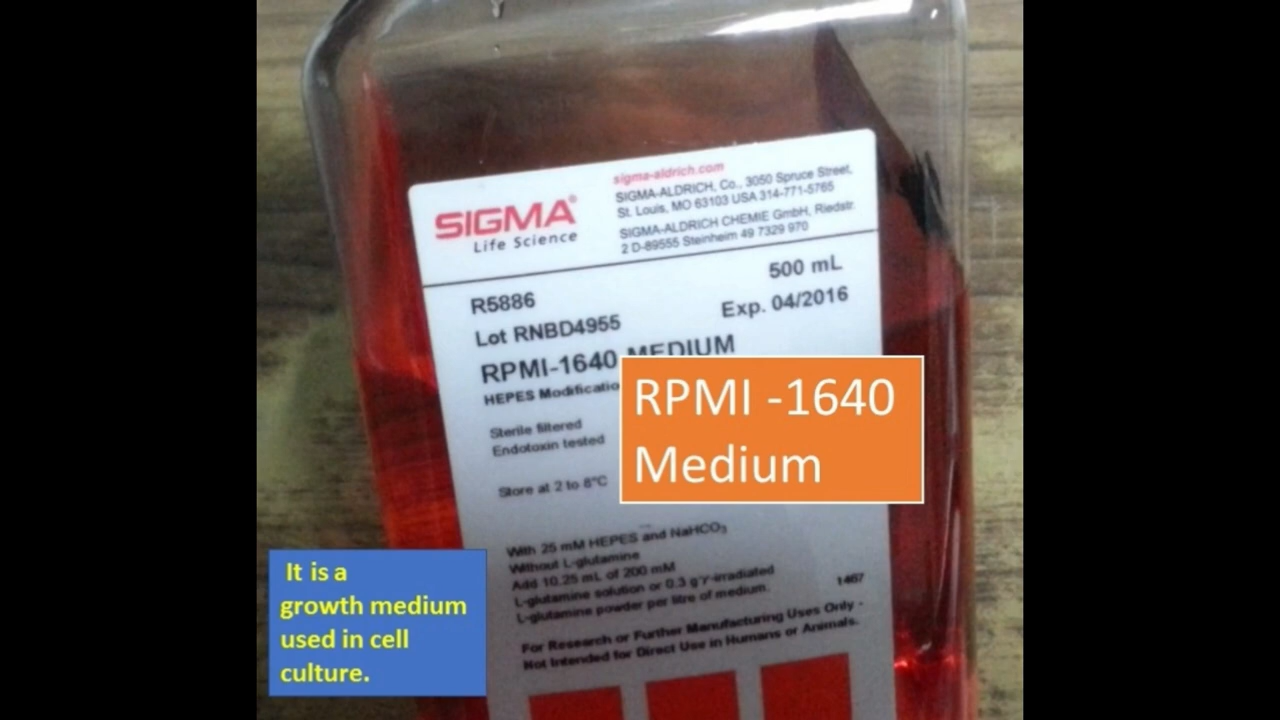 sigma-aldrich.com
SIGMA-ALDRICH, Co., 3050 Spruce Street,
St. Louis, MO 63103 USA 314-771-5765
SIGMA-ALDRICH CHEMIE GmbH, Riedstr.
2 D-89555 Steinheim 49 7329 970
SIGMA®
Life Science
500 mL
R5886
Exp. 04/2016
Lot RNBD4955
RPMI-1640 MEDIUM
HEPES Modificatio
RPMI -1640
Medium
Sterile filtered
Endotoxin tested
Store at 2 to 8°C
With 25 mM HEPES and NaHCO₃
Without L-glutamine
Add 10.25 mL of 200 mM
L-glutamine solution or 0.3 g γ-irradiated
L-glutamine powder per litre of medium.
1467
For Research or Further Manufacturing Uses Only -
Not Intended for Direct Use in Humans or Animals.
It is a
growth medium
used in cell
culture.